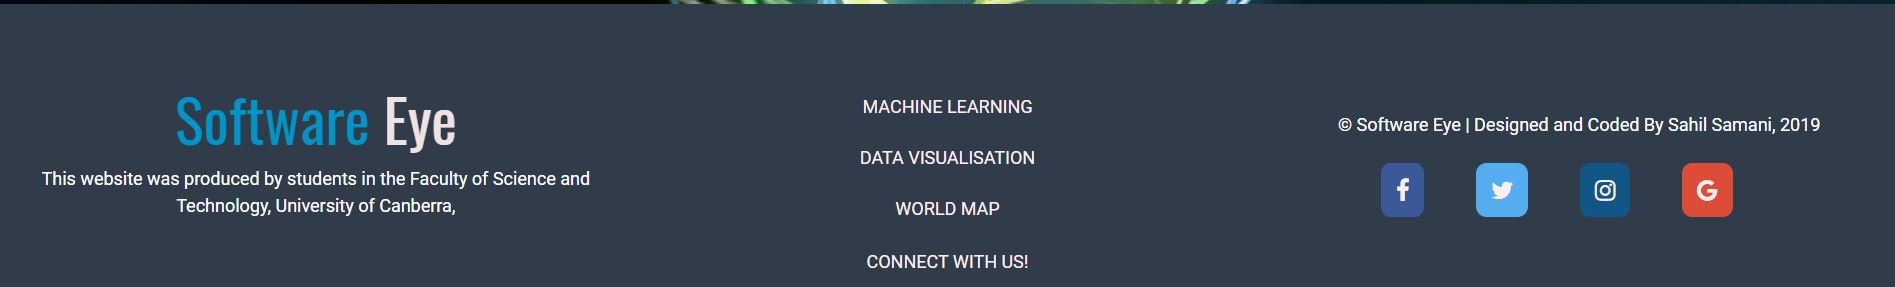 Software Eye
This website was produced by students in the Faculty of Science and
Technology, University of Canberra,
MACHINE LEARNING
DATA VISUALISATION
WORLD MAP
CONNECT WITH US!
© Software Eye | Designed and Coded By Sahil Samani, 2019